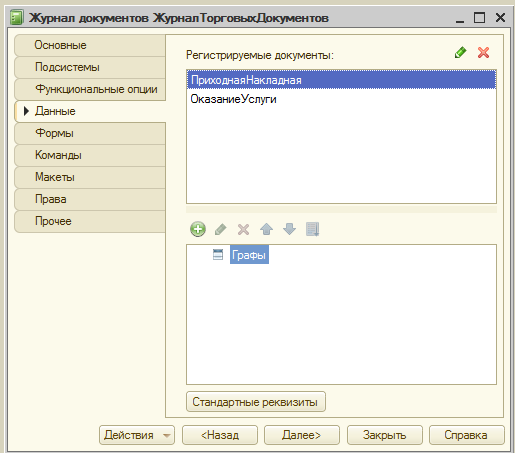 Журнал документов ЖурналТорговыхДокументов
Основные
Подсистемы
Функциональные опции
Данные
Формы
Команды
Макеты
Права
Прочее
Регистрируемые документы:
ПриходнаяНакладная
ОказаниеУслуги
Графы
Стандартные реквизиты
Действия
<Назад
Далее>
Закрыть
Справка